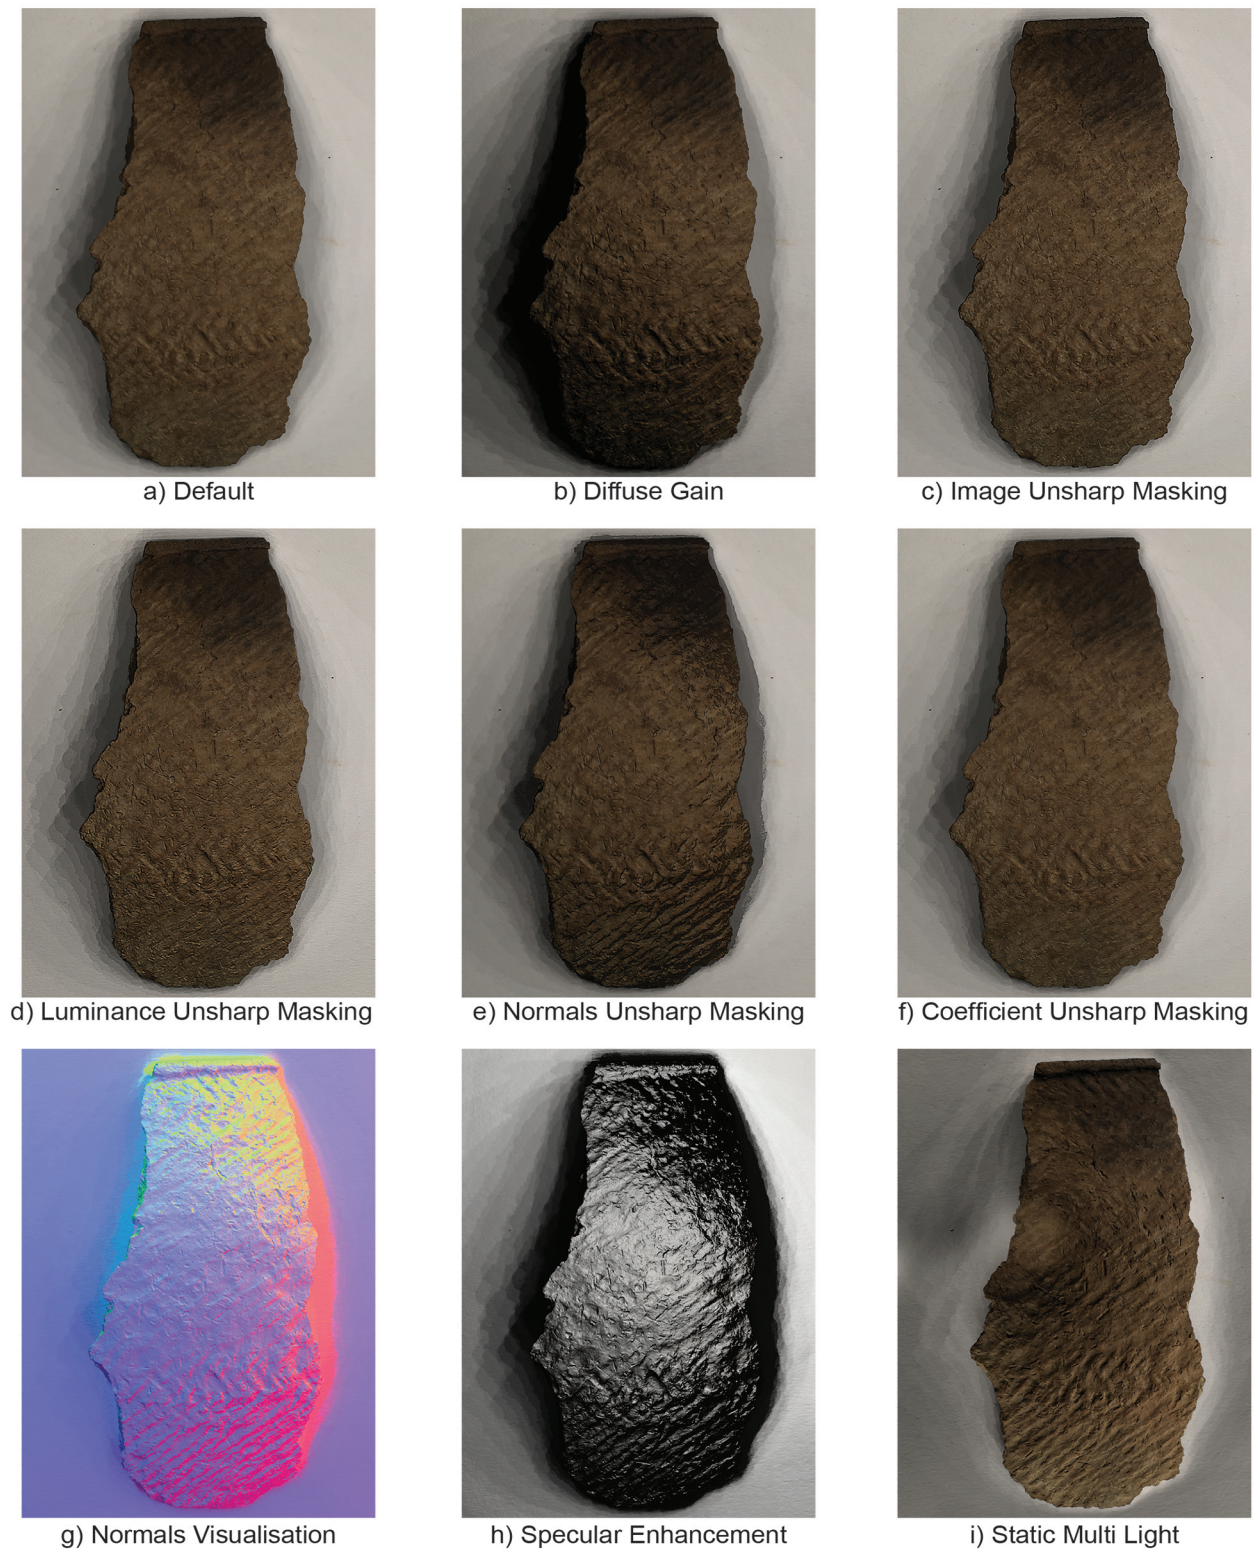 a) Default
b) Diffuse Gain
c) Image Unsharp Masking
d) Luminance Unsharp Masking
e) Normals Unsharp Masking
f) Coefficient Unsharp Masking
g) Normals Visualisation
h) Specular Enhancement
i) Static Multi Light